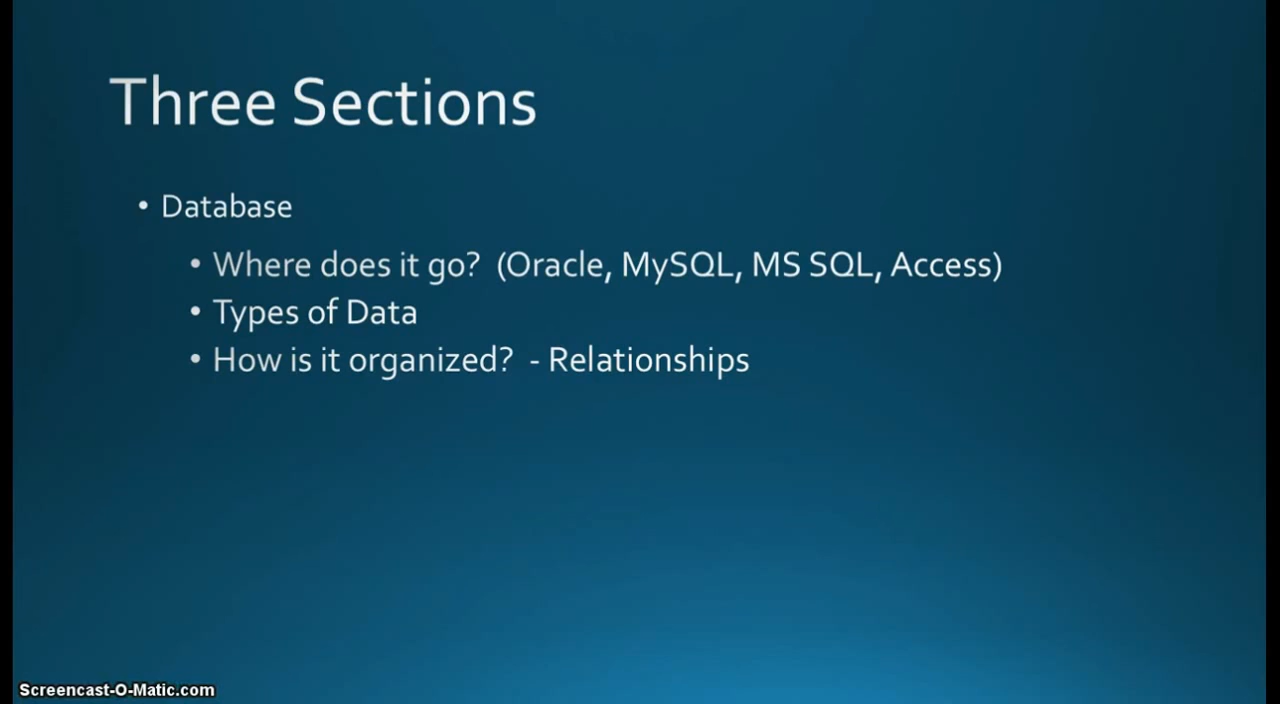 Three Sections
• Database
• Where does it go? (Oracle, MySQL, MS SQL, Access)
• Types of Data
• How is it organized? - Relationships
Screencast-O-Matic.com